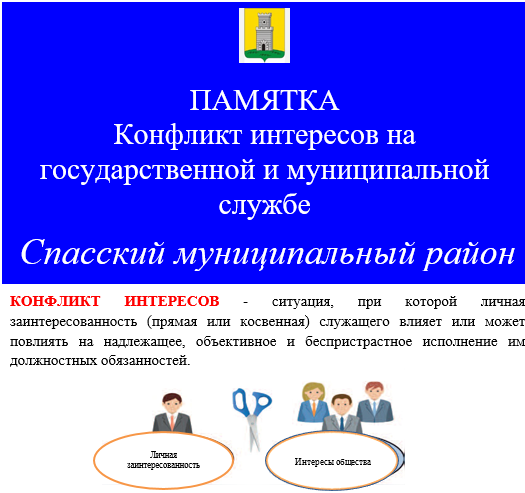 ПАМЯТКА
Конфликт интересов на
государственной и муниципальной
службе
Спасский муниципальный район
КОНФЛИКТ ИНТЕРЕСОВ - ситуация, при которой личная
заинтересованность (прямая или косвенная) служащего влияет или может
повлиять на надлежащее, объективное и беспристрастное исполнение им
должностных обязанностей.
Личная
заинтересованность
Интересы общества